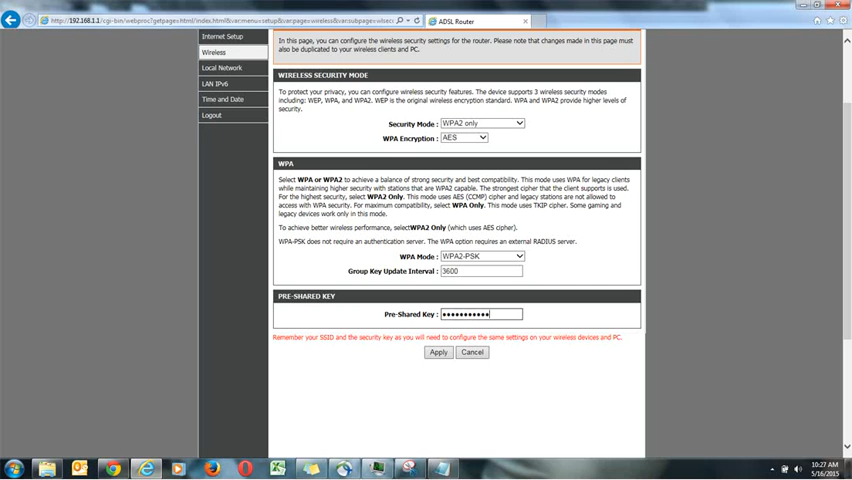 http://192.168.1.1/cgi-bin/webproc?getpage=html/index.html&var:menu=setup&var:page=wireless&var:subpage=wlsec
ADSL Router
Internet Setup
Wireless
Local Network
LAN IPv6
Time and Date
Logout
In this page, you can configure the wireless security settings for the router. Please note that changes made in this page must
also be duplicated to your wireless clients and PC.
WIRELESS SECURITY MODE
To protect your privacy, you can configure wireless security features. The device supports 3 wireless security modes
including: WEP, WPA, and WPA2. WEP is the original wireless encryption standard. WPA and WPA2 provide higher levels of
security.
Security Mode : WPA2 only
WPA Encryption : AES
WPA
Select WPA or WPA2 to achieve a balance of strong security and best compatibility. This mode uses WPA for legacy clients
while maintaining higher security with stations that are WPA2 capable. The strongest cipher that the client supports is used.
For the highest security, select WPA2 Only. This mode uses AES (CCMP) cipher and legacy stations are not allowed to
access with WPA security. For maximum compatibility, select WPA Only. This mode uses TKIP cipher. Some gaming and
legacy devices work only in this mode.
To achieve better wireless performance, selectWPA2 Only (which uses AES cipher).
WPA-PSK does not require an authentication server. The WPA option requires an external RADIUS server.
WPA Mode : WPA2-PSK
Group Key Update Interval : 3600
PRE-SHARED KEY
Pre-Shared Key : •••••••••••
Remember your SSID and the security key as you will need to configure the same settings on your wireless devices and PC.
Apply Cancel
10:27 AM
5/16/2015